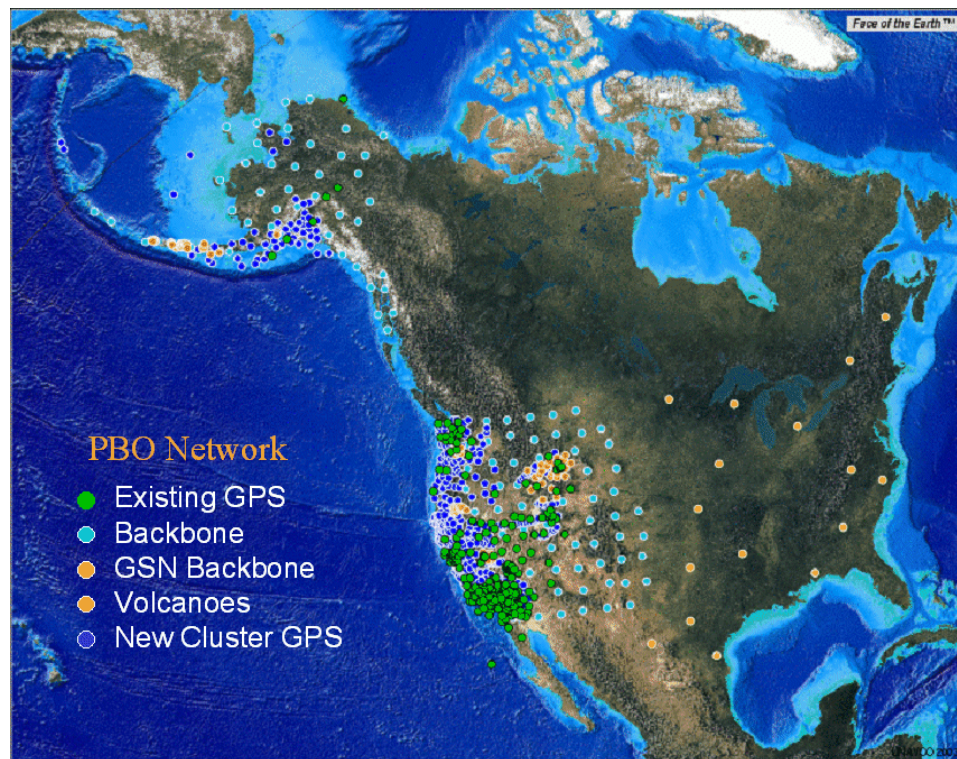 Face of the Earth™
PBO Network
Existing GPS
Backbone
GSN Backbone
Volcanoes
New Cluster GPS